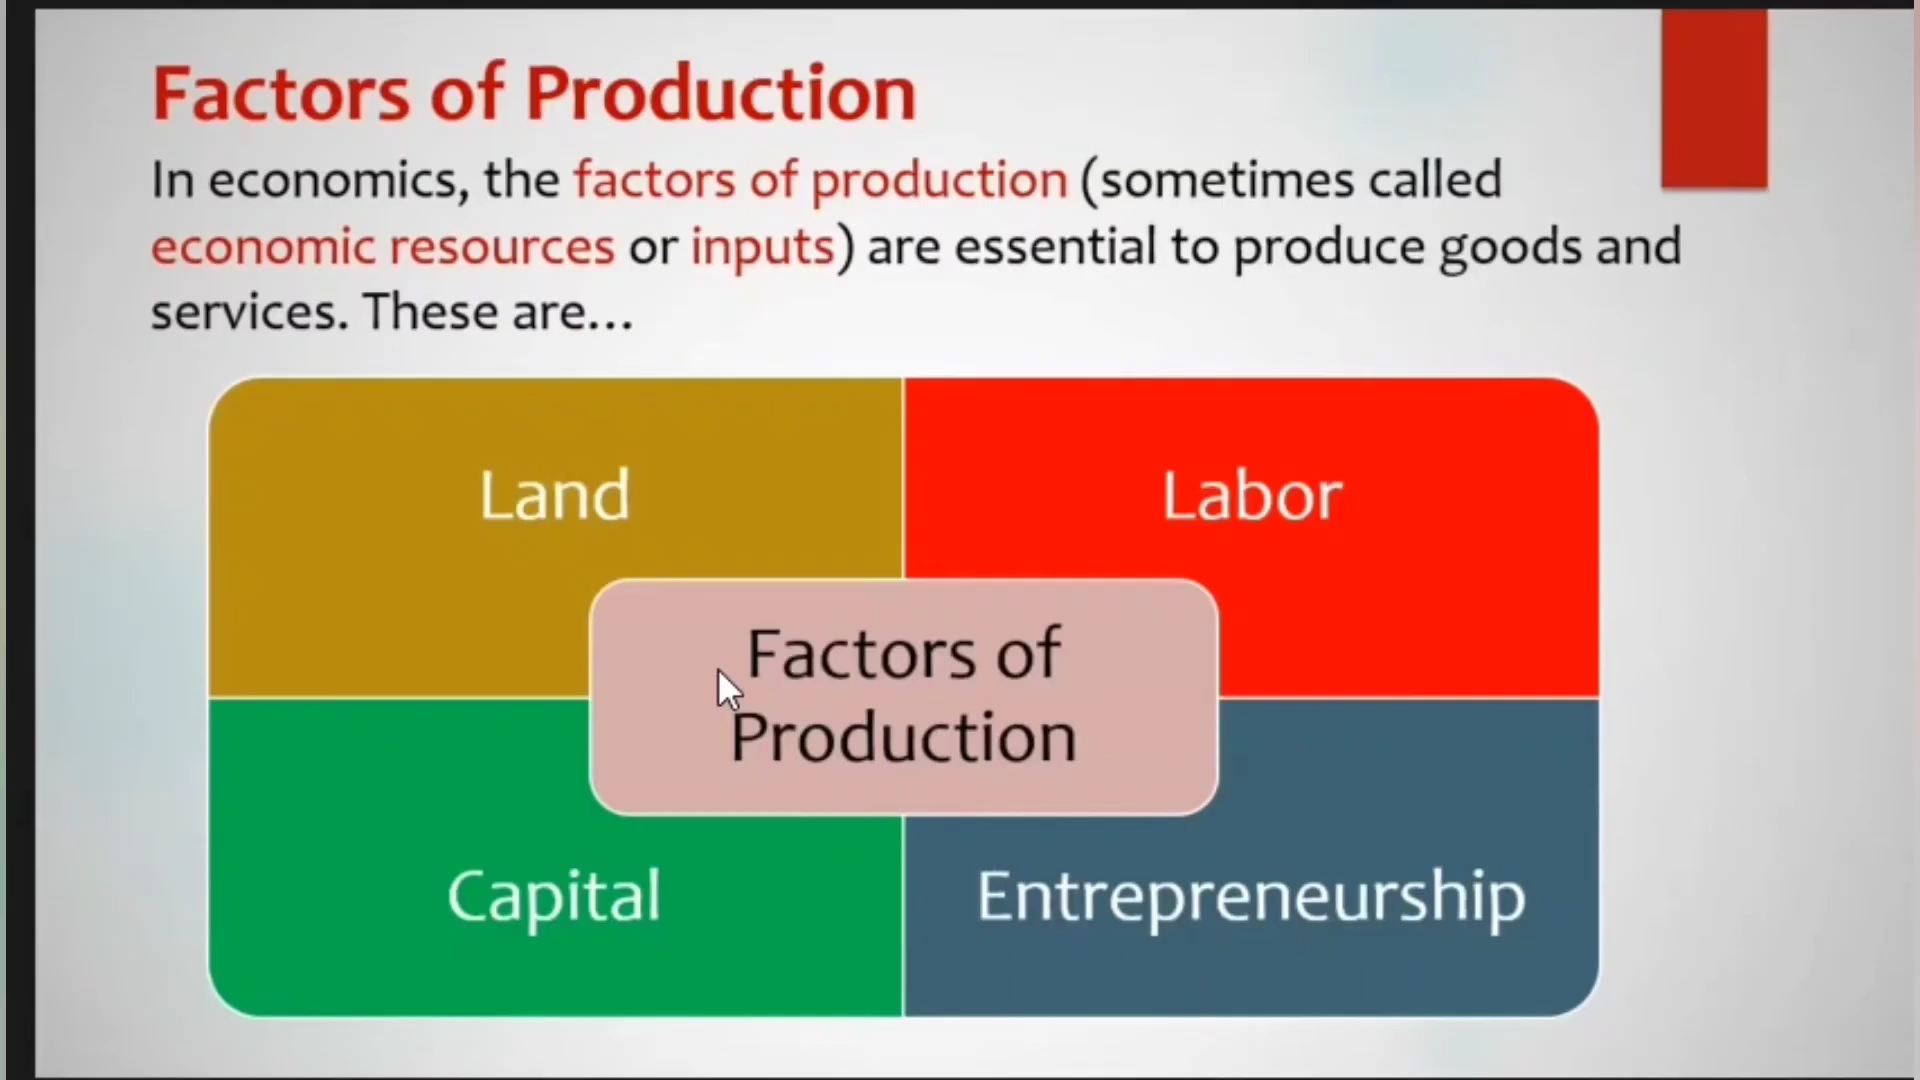 Factors of Production
In economics, the factors of production (sometimes called
economic resources or inputs) are essential to produce goods and
services. These are...
Land
Labor
Factors of
Production
Capital
Entrepreneurship